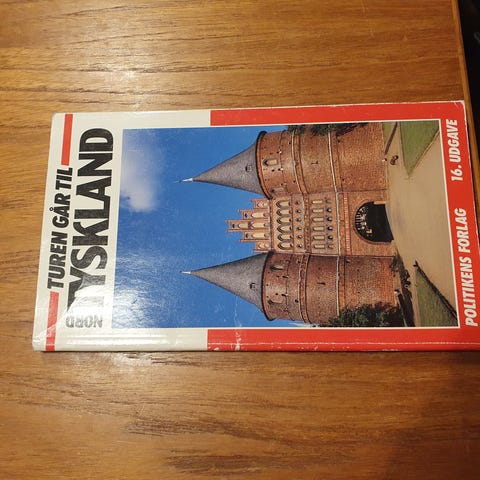 TUREN GÅR TIL
NORD
TYSKLAND
POLITIKENS FORLAG
16. UDGAVE